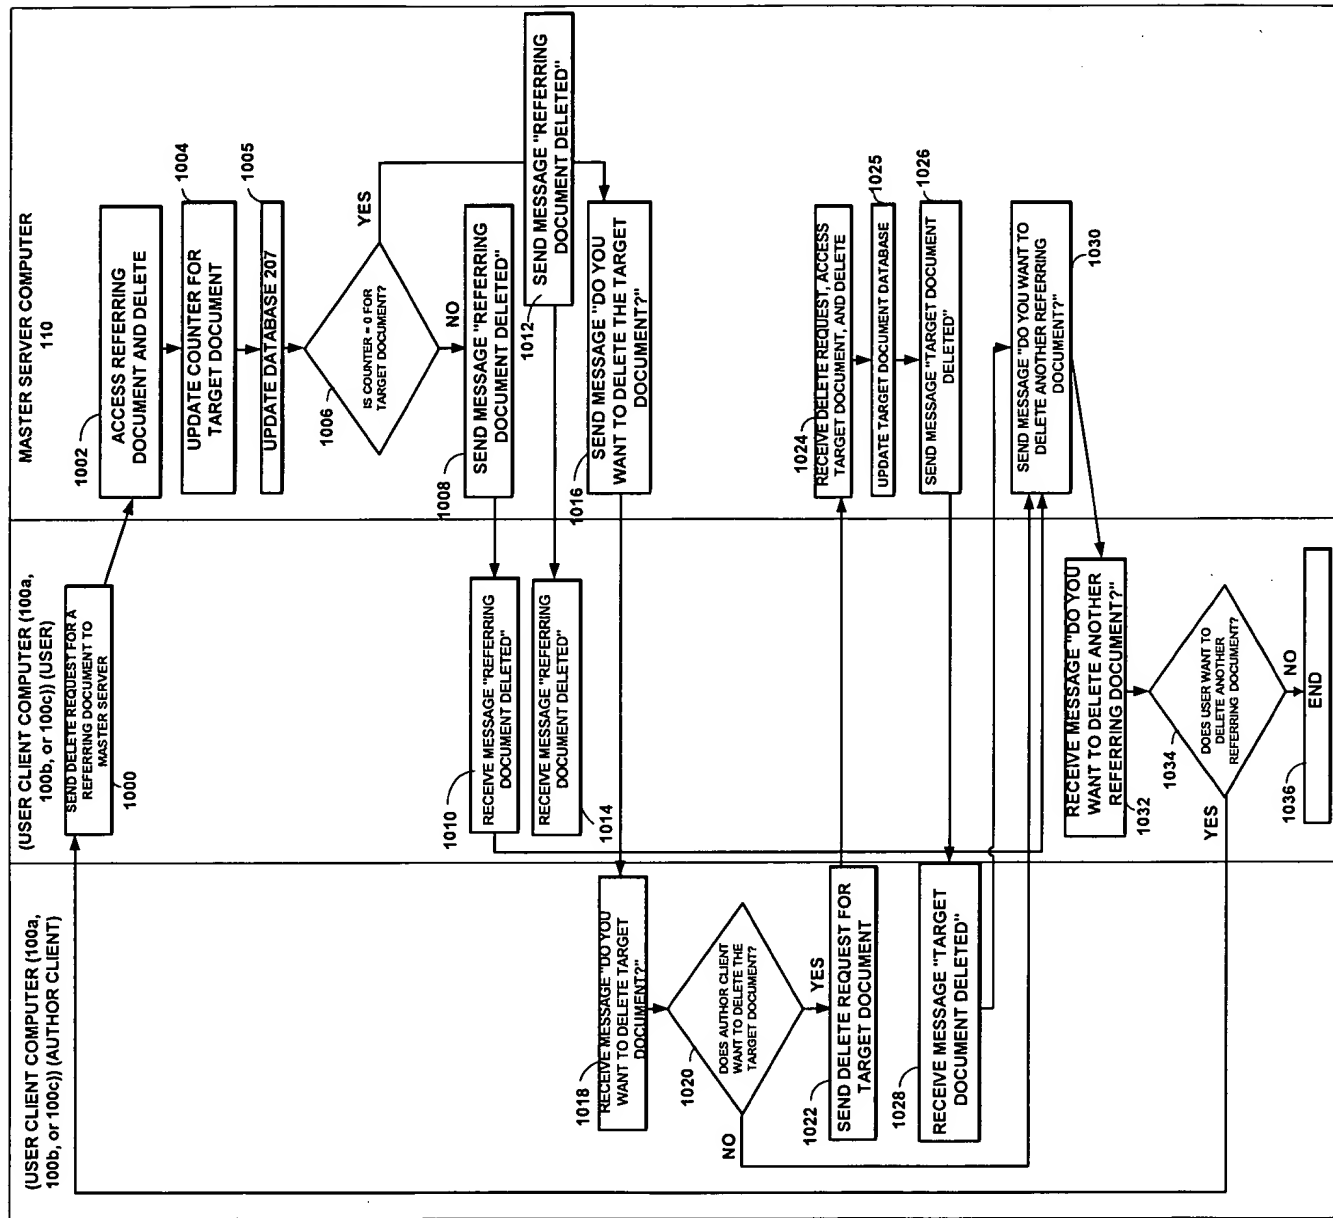 (USER CLIENT COMPUTER (100a,
100b, or 100c)) (AUTHOR CLIENT)
(USER CLIENT COMPUTER (100a,
100b, or 100c)) (USER)
MASTER SERVER COMPUTER
110
SEND DELETE REQUEST FOR A
REFERRING DOCUMENT TO
MASTER SERVER
1000
1002
ACCESS REFERRING
DOCUMENT AND DELETE
1004
UPDATE COUNTER FOR
TARGET DOCUMENT
1005
UPDATE DATABASE 207
1006
IS COUNTER = 0 FOR
TARGET DOCUMENT?
YES
NO
1008
SEND MESSAGE "REFERRING
DOCUMENT DELETED"
1010
RECEIVE MESSAGE "REFERRING
DOCUMENT DELETED"
1012
SEND MESSAGE "REFERRING
DOCUMENT DELETED)
1014
RECEIVE MESSAGE "REFERRING
DOCUMENT DELETED"
1016
SEND MESSAGE "DO YOU
WANT TO DELETE THE TARGET
DOCUMENT?"
1018
RECEIVE MESSAGE "DO YOU
WANT TO DELETE TARGET
DOCUMENT?"
1020
DOES AUTHOR CLIENT
WANT TO DELETE THE
TARGET DOCUMENT?
NO
YES
1022
SEND DELETE REQUEST FOR
TARGET DOCUMENT
1024
RECEIVE DELETE REQUEST, ACCESS
TARGET DOCUMENT, AND DELETE
1025
UPDATE TARGET DOCUMENT DATABASE
1026
SEND MESSAGE "TARGET DOCUMENT
DELETED"
1028
RECEIVE MESSAGE "TARGET
DOCUMENT DELETED"
1030
SEND MESSAGE "DO YOU WANT TO
DELETE ANOTHER REFERRING
DOCUMENT?"
1032
RECEIVE MESSAGE "DO YOU
WANT TO DELETE ANOTHER
REFERRING DOCUMENT?"
1034
DOES USER WANT TO
DELETE ANOTHER
REFERRING DOCUMENT?
YES
NO
1036
END